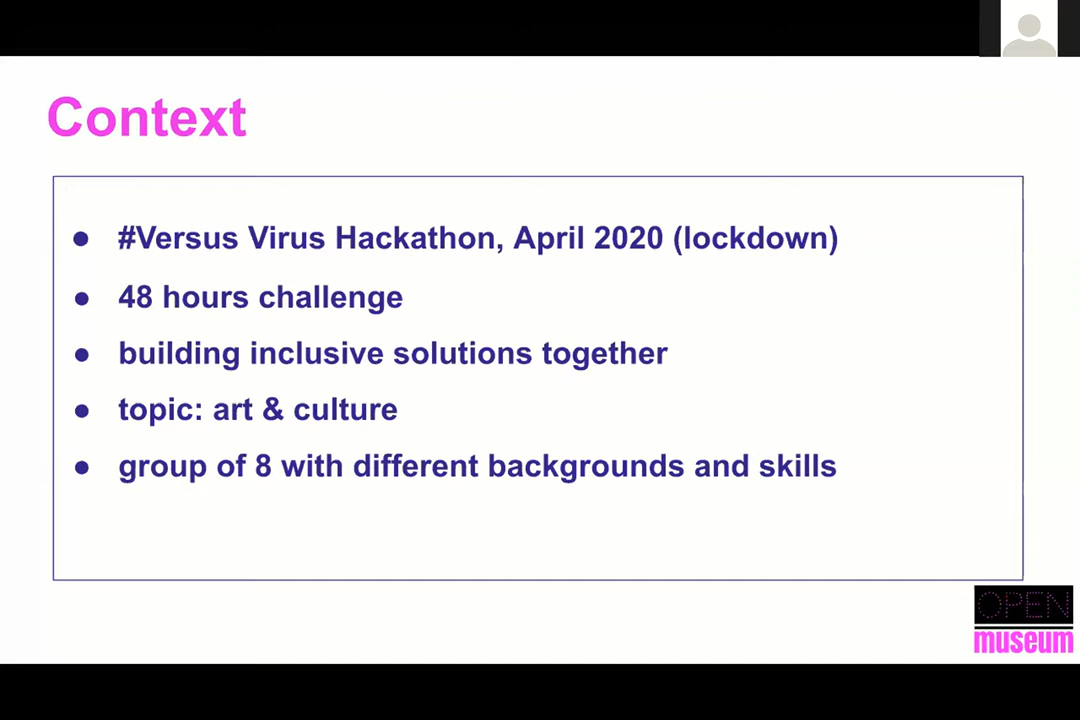 Context
● #Versus Virus Hackathon, April 2020 (lockdown)
● 48 hours challenge
● building inclusive solutions together
● topic: art & culture
● group of 8 with different backgrounds and skills
OPEN
museum